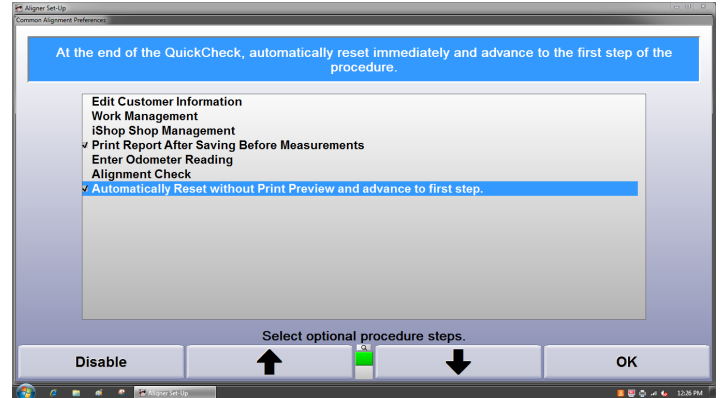 Aligner Set-Up
Common Alignment Preferences
At the end of the QuickCheck, automatically reset immediately and advance to the first step of the
procedure.
Edit Customer Information
Work Management
iShop Shop Management
Print Report After Saving Before Measurements
Enter Odometer Reading
Alignment Check
Automatically Reset without Print Preview and advance to first step.
Select optional procedure steps.
Disable
OK
Aligner Set-Up
12:26 PM